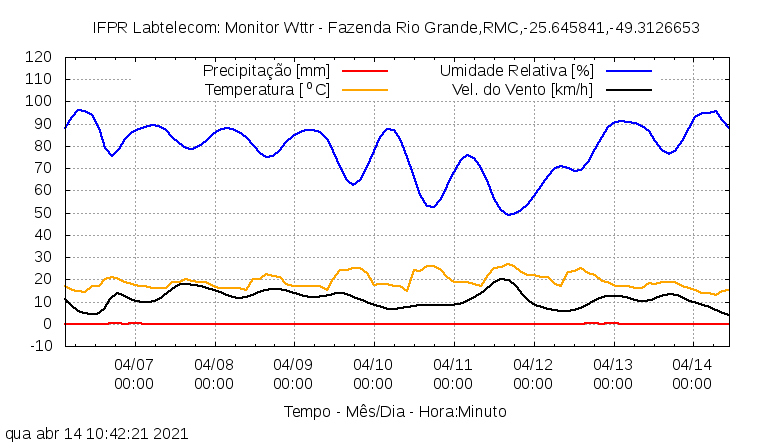 IFPR Labtelecom: Monitor Wttr - Fazenda Rio Grande,RMC,-25.645841,-49.3126653
120
110
100
90
80
70
60
50
40
30
20
10
0
-10
Precipitação [mm]
Temperatura [⁰C]
Umidade Relativa [%]
Vel. do Vento [km/h]
04/07 04/08 04/09 04/10 04/11 04/12 04/13 04/14
00:00 00:00 00:00 00:00 00:00 00:00 00:00 00:00
Tempo - Mês/Dia - Hora:Minuto
qua abr 14 10:42:21 2021